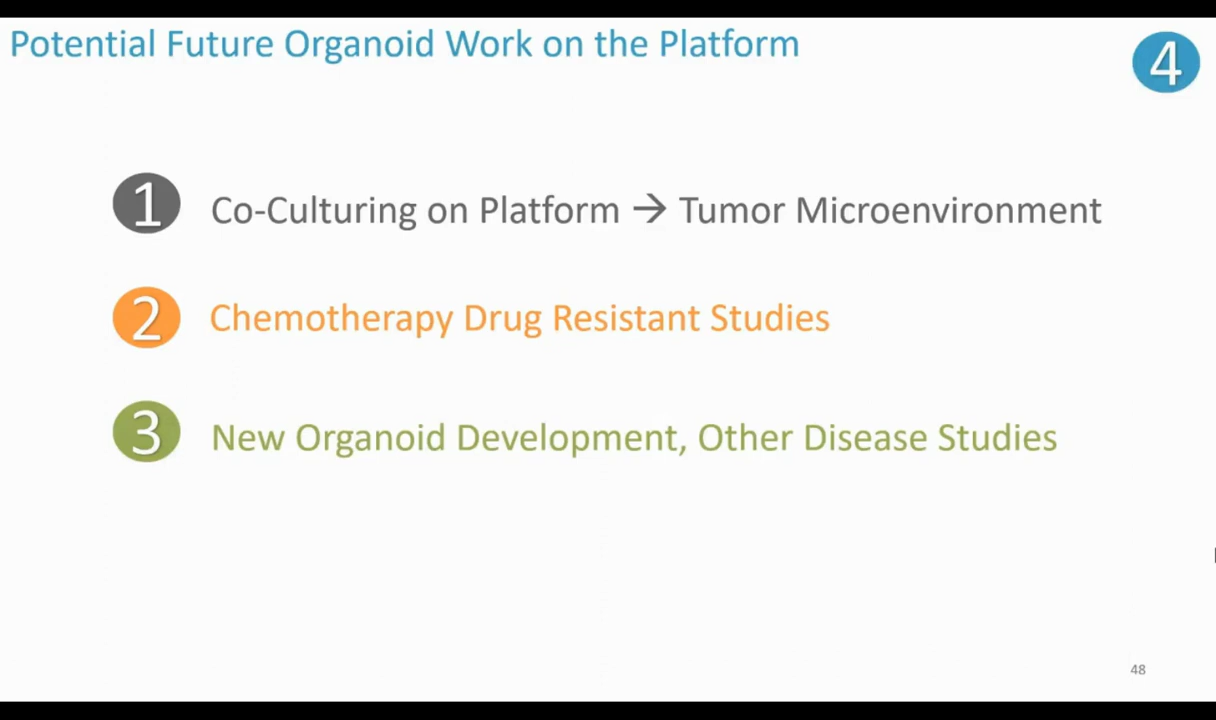 Potential Future Organoid Work on the Platform
4
1 Co-Culturing on Platform → Tumor Microenvironment
2 Chemotherapy Drug Resistant Studies
3 New Organoid Development, Other Disease Studies
48